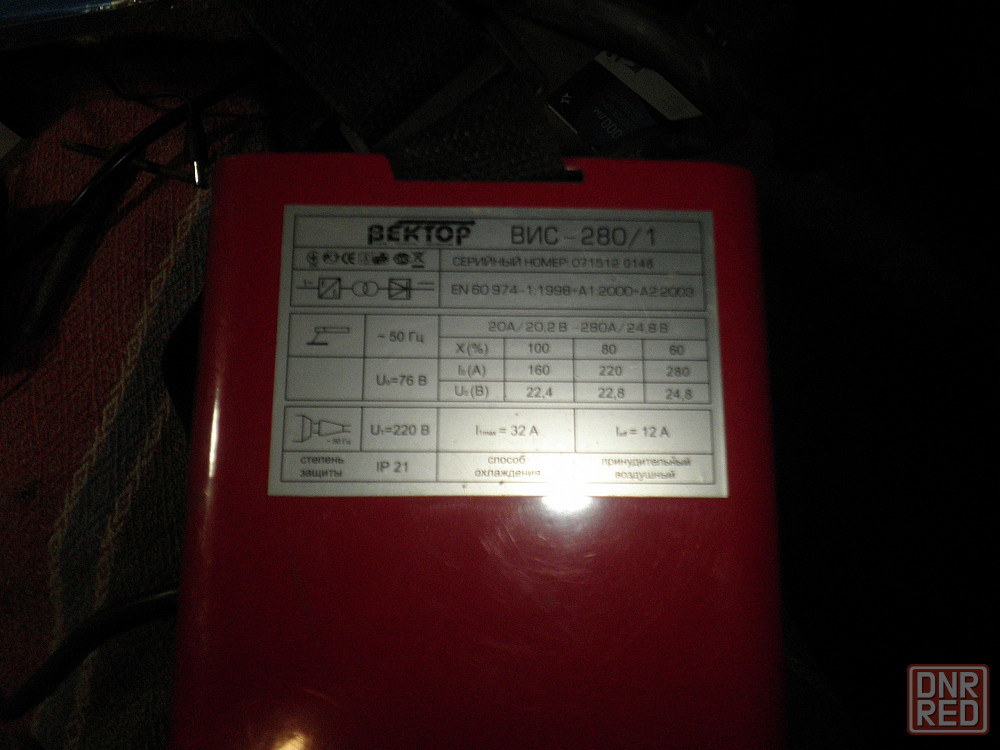 ВЕКТОР ВИС-280/1
СЕРИЙНЫЙ НОМЕР: 071512 0148
EN 60 974-1:1998+A1:2000+A2:2003
20А/20,2 В -280А/24,8 В
~ 50 Гц
X (%) 100 80 60
I₂(А) 160 220 280
U₀=76 В
U₂(В) 22,4 22,8 24,8
~ 50 Гц
U₁=220 В I₁max = 32 А I₁eff = 12 А
степень защиты IP 21 способ охлаждения принудительный воздушный
DNR
RED